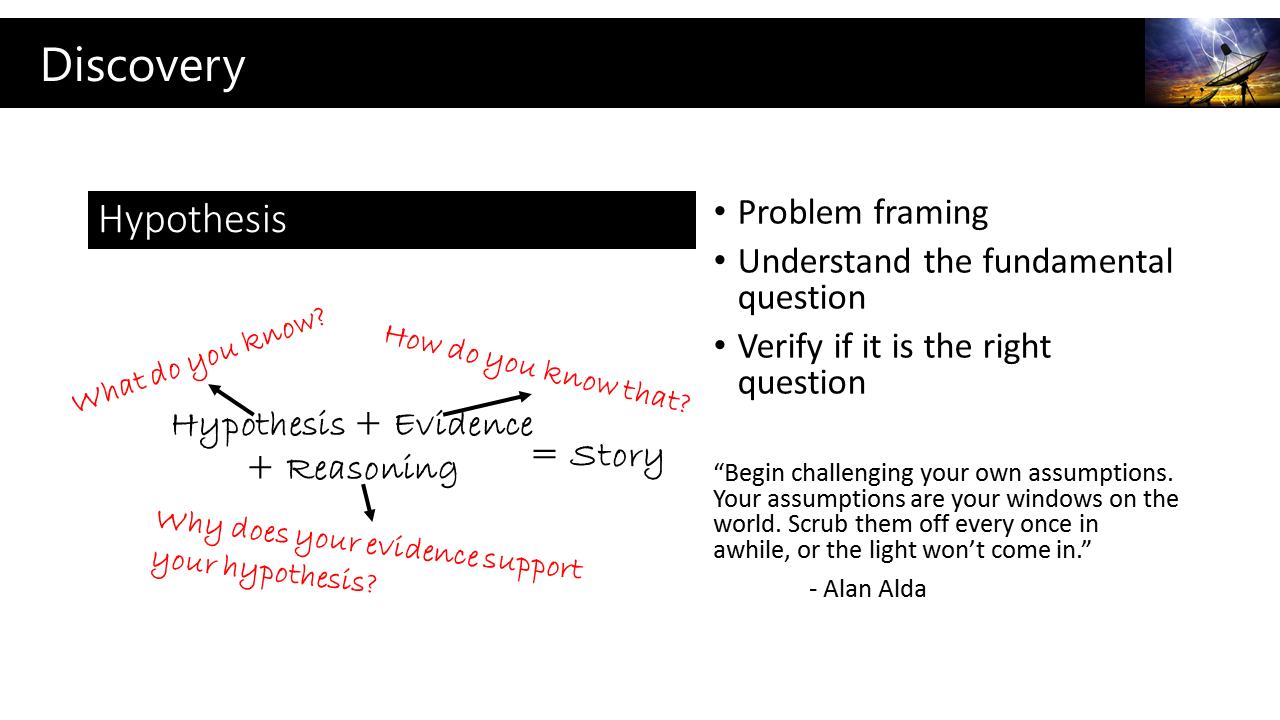 Discovery
Hypothesis
What do you know?
How do you know that?
Hypothesis + Evidence
+ Reasoning
= Story
Why does your evidence support
your hypothesis?
• Problem framing
• Understand the fundamental
question
• Verify if it is the right
question
“Begin challenging your own assumptions.
Your assumptions are your windows on the
world. Scrub them off every once in
awhile, or the light won’t come in.”
- Alan Alda